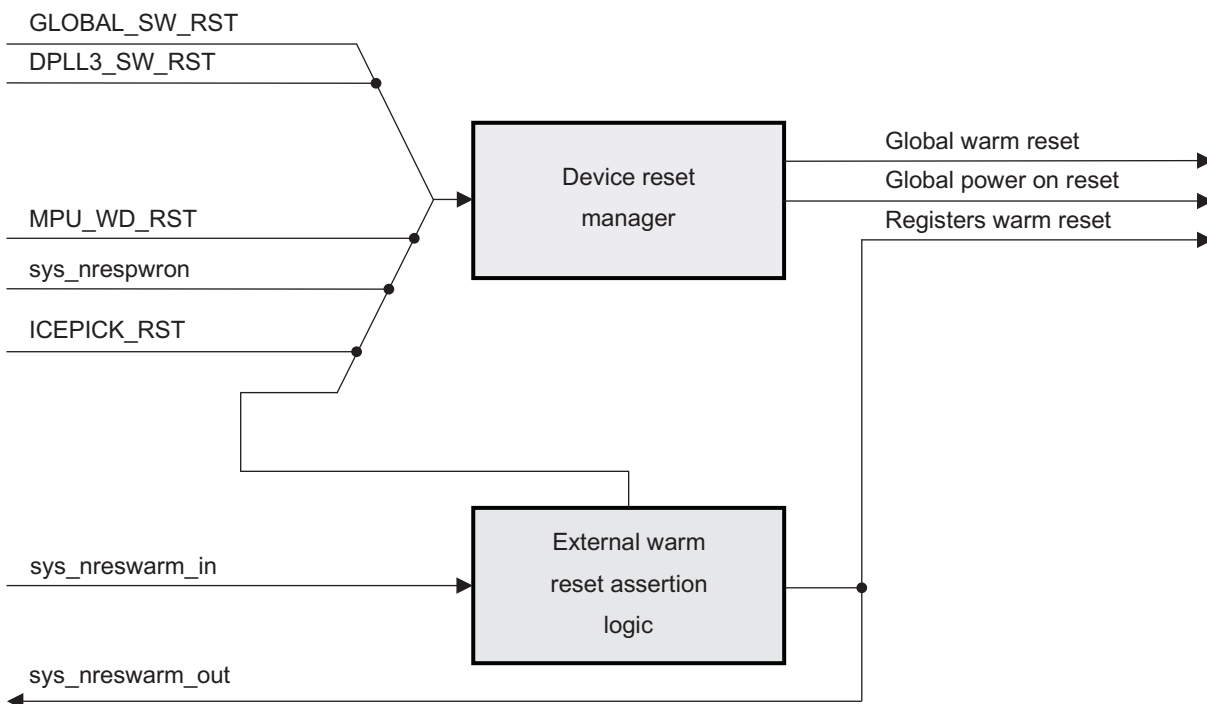 GLOBAL_SW_RST
DPLL3_SW_RST
MPU_WD_RST
sys_nrespwron
ICEPICK_RST
Device reset
manager
Global warm reset
Global power on reset
Registers warm reset
sys_nreswarm_in
External warm
reset assertion
logic
sys_nreswarm_out